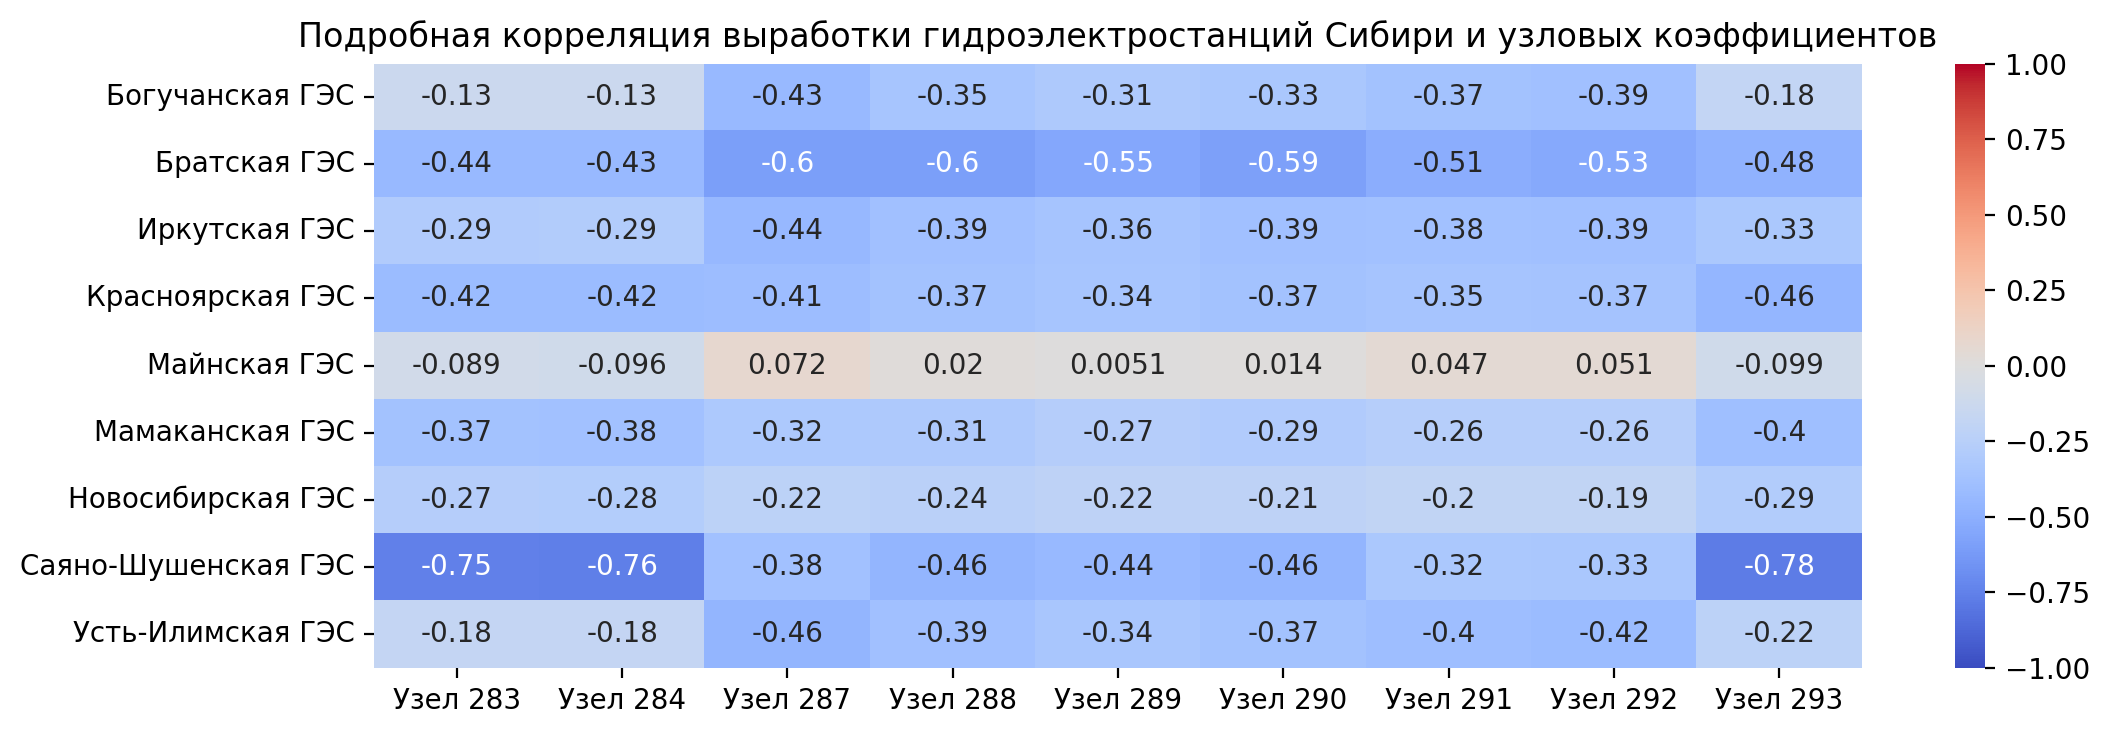 Подробная корреляция выработки гидроэлектростанций Сибири и узловых коэффициентов
Богучанская ГЭС -0.13 -0.13 -0.43 -0.35 -0.31 -0.33 -0.37 -0.39 -0.18
Братская ГЭС -0.44 -0.43 -0.6 -0.6 -0.55 -0.59 -0.51 -0.53 -0.48
Иркутская ГЭС -0.29 -0.29 -0.44 -0.39 -0.36 -0.39 -0.38 -0.39 -0.33
Красноярская ГЭС -0.42 -0.42 -0.41 -0.37 -0.34 -0.37 -0.35 -0.37 -0.46
Майнская ГЭС -0.089 -0.096 0.072 0.02 0.0051 0.014 0.047 0.051 -0.099
Мамаканская ГЭС -0.37 -0.38 -0.32 -0.31 -0.27 -0.29 -0.26 -0.26 -0.4
Новосибирская ГЭС -0.27 -0.28 -0.22 -0.24 -0.22 -0.21 -0.2 -0.19 -0.29
Саяно-Шушенская ГЭС -0.75 -0.76 -0.38 -0.46 -0.44 -0.46 -0.32 -0.33 -0.78
Усть-Илимская ГЭС -0.18 -0.18 -0.46 -0.39 -0.34 -0.37 -0.4 -0.42 -0.22
Узел 283 Узел 284 Узел 287 Узел 288 Узел 289 Узел 290 Узел 291 Узел 292 Узел 293
1.00
0.75
0.50
0.25
0.00
−0.25
−0.50
−0.75
−1.00